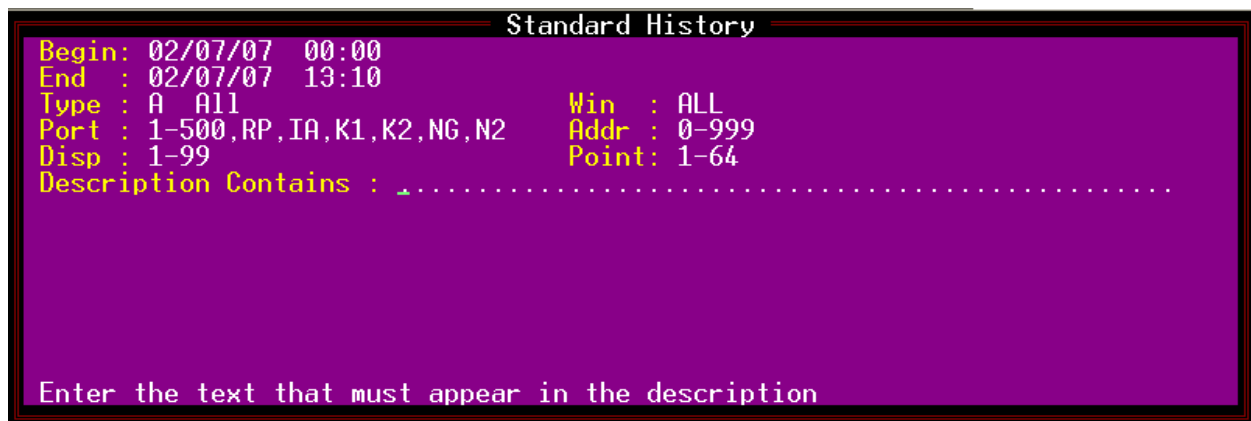 Standard History
Begin: 02/07/07  00:00
End  : 02/07/07  13:10
Type : A  All                Win  : ALL
Port : 1-500,RP,IA,K1,K2,NG,N2    Addr : 0-999
Disp : 1-99                  Point: 1-64
Description Contains : .................................................
Enter the text that must appear in the description